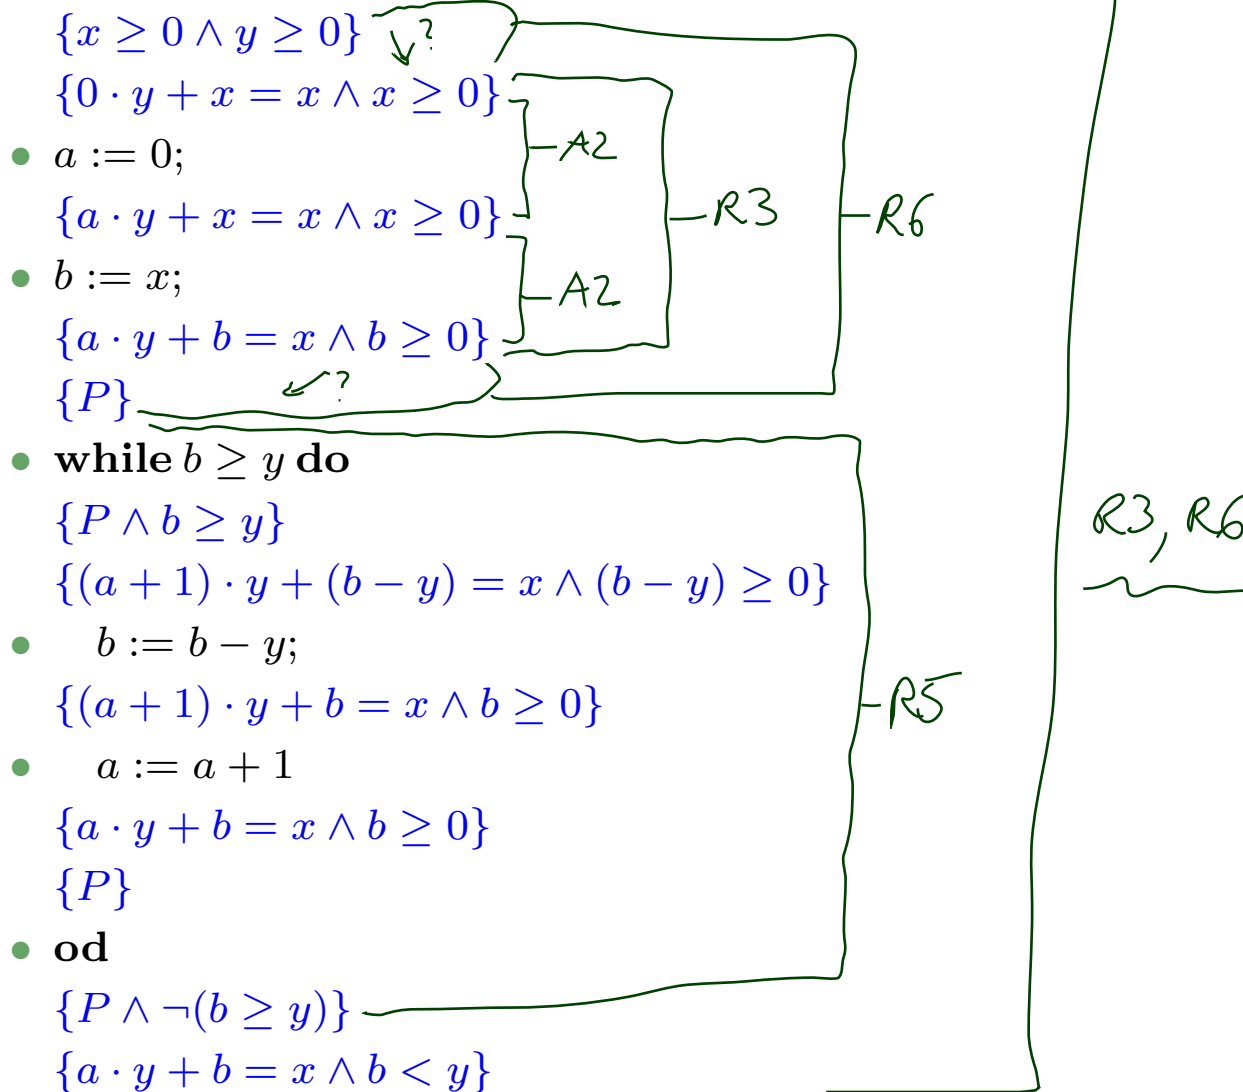 {x ≥ 0 ∧ y ≥ 0} ?
{0 · y + x = x ∧ x ≥ 0}
• a := 0; A2
{a · y + x = x ∧ x ≥ 0} R3 R6
• b := x; A2
{a · y + b = x ∧ b ≥ 0}
{P} ?
• while b ≥ y do
{P ∧ b ≥ y} R3, R6
{(a + 1) · y + (b − y) = x ∧ (b − y) ≥ 0}
• b := b − y;
{(a + 1) · y + b = x ∧ b ≥ 0} R5
• a := a + 1
{a · y + b = x ∧ b ≥ 0}
{P}
• od
{P ∧ ¬(b ≥ y)}
{a · y + b = x ∧ b < y}